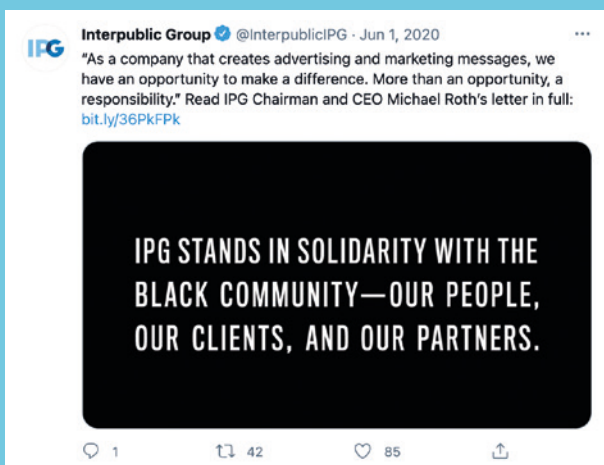 IPG
Interpublic Group @InterpublicIPG · Jun 1, 2020
"As a company that creates advertising and marketing messages, we
have an opportunity to make a difference. More than an opportunity, a
responsibility." Read IPG Chairman and CEO Michael Roth's letter in full:
bit.ly/36PkFPk
IPG STANDS IN SOLIDARITY WITH THE
BLACK COMMUNITY—OUR PEOPLE,
OUR CLIENTS, AND OUR PARTNERS.
1 42 85